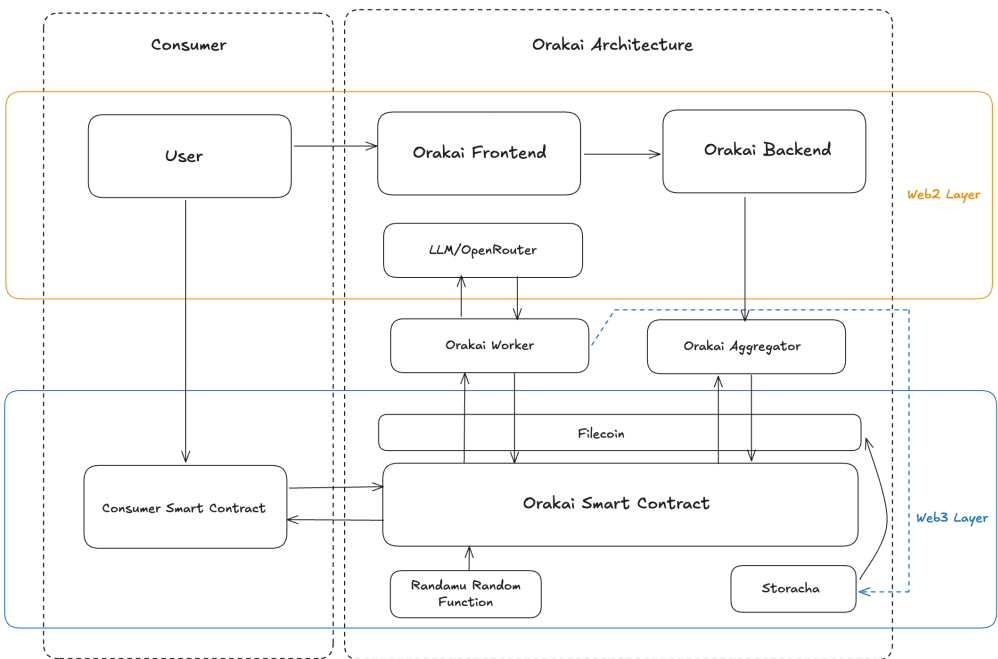 Consumer
Orakai Architecture
User
Orakai Frontend
Orakai Backend
Web2 Layer
LLM/OpenRouter
Orakai Worker
Orakai Aggregator
Filecoin
Consumer Smart Contract
Orakai Smart Contract
Web3 Layer
Randamu Random
Function
Storacha